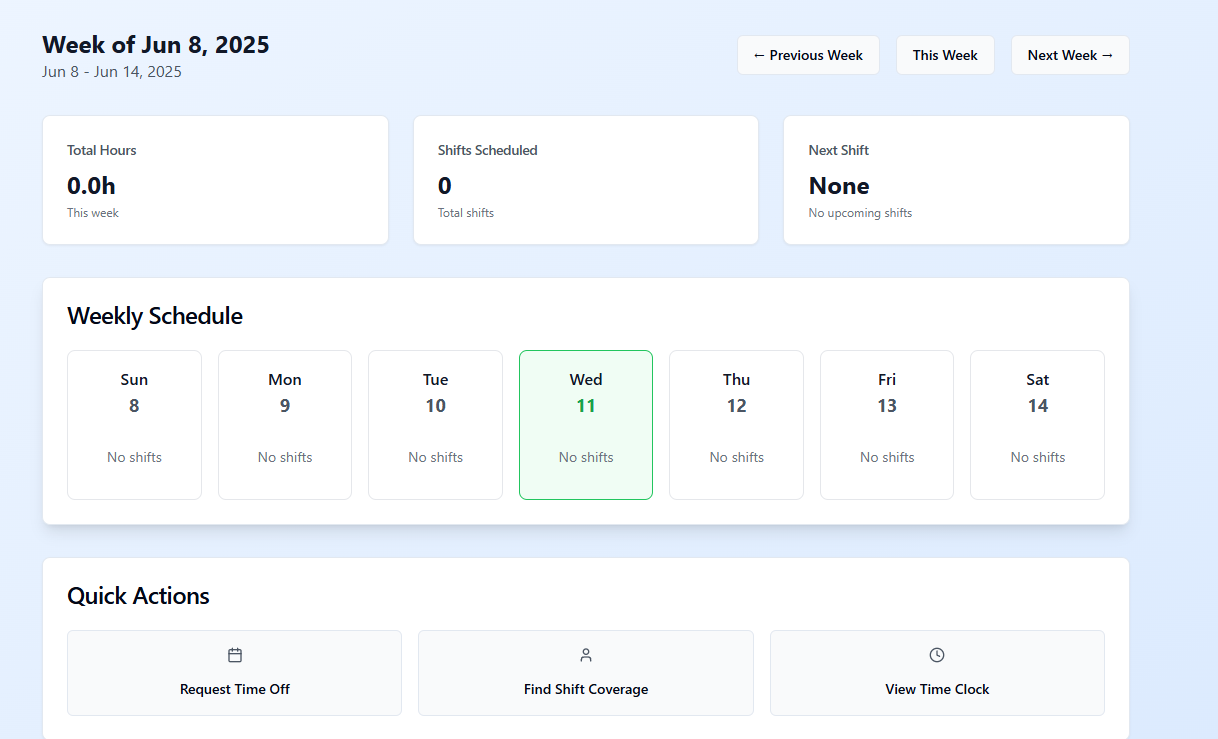 Week of Jun 8, 2025
Jun 8 - Jun 14, 2025
← Previous Week
This Week
Next Week →
Total Hours
0.0h
This week
Shifts Scheduled
0
Total shifts
Next Shift
None
No upcoming shifts
Weekly Schedule
Sun
8
No shifts
Mon
9
No shifts
Tue
10
No shifts
Wed
11
No shifts
Thu
12
No shifts
Fri
13
No shifts
Sat
14
No shifts
Quick Actions
Request Time Off
Find Shift Coverage
View Time Clock